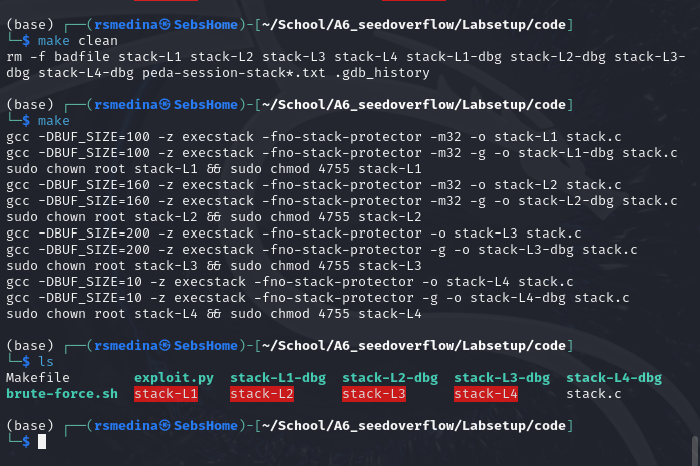 (base) ┌──(rsmedina㉿SebsHome)-[~/School/A6_seedoverflow/Labsetup/code]
└─$ make clean
rm -f badfile stack-L1 stack-L2 stack-L3 stack-L4 stack-L1-dbg stack-L2-dbg stack-L3-
dbg stack-L4-dbg peda-session-stack*.txt .gdb_history
(base) ┌──(rsmedina㉿SebsHome)-[~/School/A6_seedoverflow/Labsetup/code]
└─$ make
gcc -DBUF_SIZE=100 -z execstack -fno-stack-protector -m32 -o stack-L1 stack.c
gcc -DBUF_SIZE=100 -z execstack -fno-stack-protector -m32 -g -o stack-L1-dbg stack.c
sudo chown root stack-L1 && sudo chmod 4755 stack-L1
gcc -DBUF_SIZE=160 -z execstack -fno-stack-protector -m32 -o stack-L2 stack.c
gcc -DBUF_SIZE=160 -z execstack -fno-stack-protector -m32 -g -o stack-L2-dbg stack.c
sudo chown root stack-L2 && sudo chmod 4755 stack-L2
gcc -DBUF_SIZE=200 -z execstack -fno-stack-protector -o stack-L3 stack.c
gcc -DBUF_SIZE=200 -z execstack -fno-stack-protector -g -o stack-L3-dbg stack.c
sudo chown root stack-L3 && sudo chmod 4755 stack-L3
gcc -DBUF_SIZE=10 -z execstack -fno-stack-protector -o stack-L4 stack.c
gcc -DBUF_SIZE=10 -z execstack -fno-stack-protector -g -o stack-L4-dbg stack.c
sudo chown root stack-L4 && sudo chmod 4755 stack-L4
(base) ┌──(rsmedina㉿SebsHome)-[~/School/A6_seedoverflow/Labsetup/code]
└─$ ls
Makefile exploit.py stack-L1-dbg stack-L2-dbg stack-L3-dbg stack-L4-dbg
brute-force.sh stack-L1 stack-L2 stack-L3 stack-L4 stack.c
(base) ┌──(rsmedina㉿SebsHome)-[~/School/A6_seedoverflow/Labsetup/code]
└─$